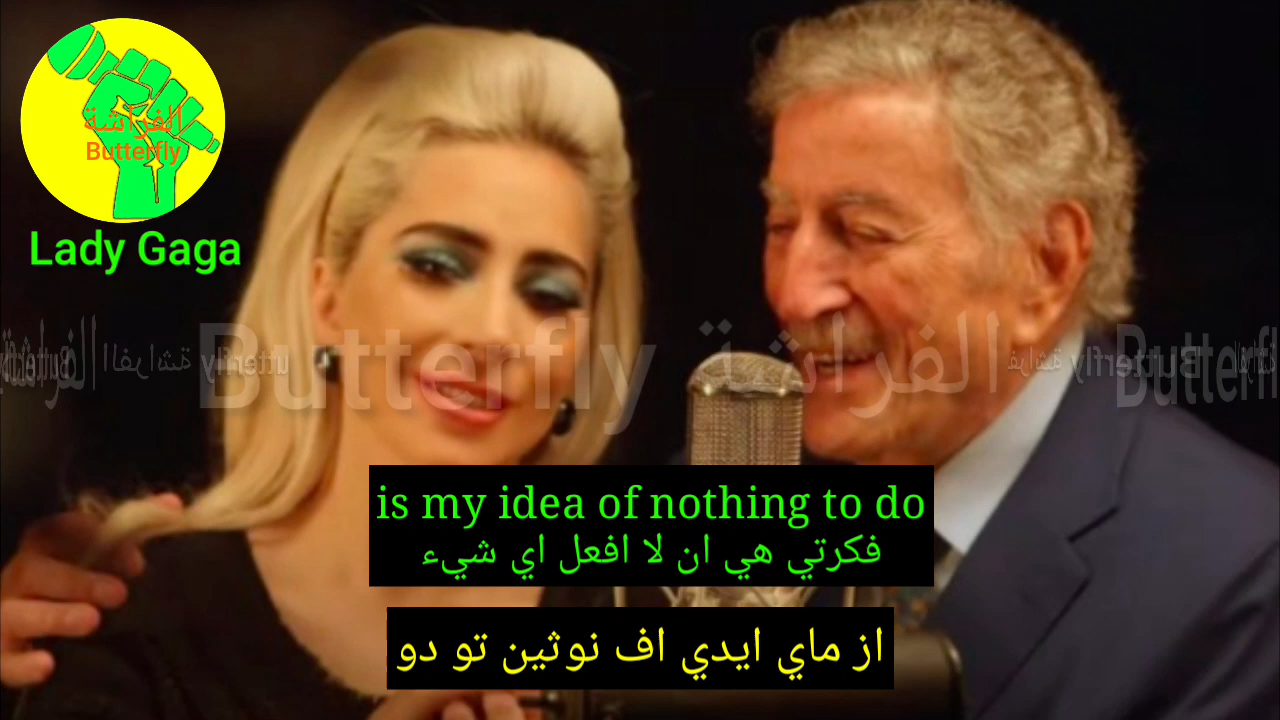 الفراشة
Butterfly
Lady Gaga
Butterfly الفراشة
is my idea of nothing to do
فكرتي هي ان لا افعل اي شيء
از ماي ايدي اف نوثين تو دو